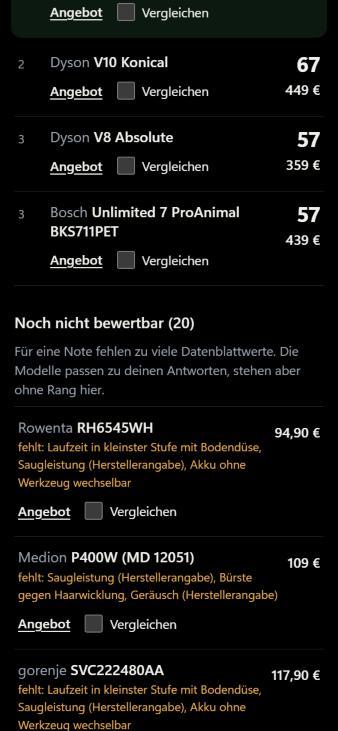 Angebot Vergleichen
2 Dyson V10 Konical 67
Angebot Vergleichen 449 €
3 Dyson V8 Absolute 57
Angebot Vergleichen 359 €
3 Bosch Unlimited 7 ProAnimal 57
BKS711PET 439 €
Angebot Vergleichen
Noch nicht bewertbar (20)
Für eine Note fehlen zu viele Datenblattwerte. Die
Modelle passen zu deinen Antworten, stehen aber
ohne Rang hier.
Rowenta RH6545WH 94,90 €
fehlt: Laufzeit in kleinster Stufe mit Bodendüse,
Saugleistung (Herstellerangabe), Akku ohne
Werkzeug wechselbar
Angebot Vergleichen
Medion P400W (MD 12051) 109 €
fehlt: Saugleistung (Herstellerangabe), Bürste
gegen Haarwicklung, Geräusch (Herstellerangabe)
Angebot Vergleichen
gorenje SVC222480AA 117,90 €
fehlt: Laufzeit in kleinster Stufe mit Bodendüse,
Saugleistung (Herstellerangabe), Akku ohne
Werkzeug wechselbar